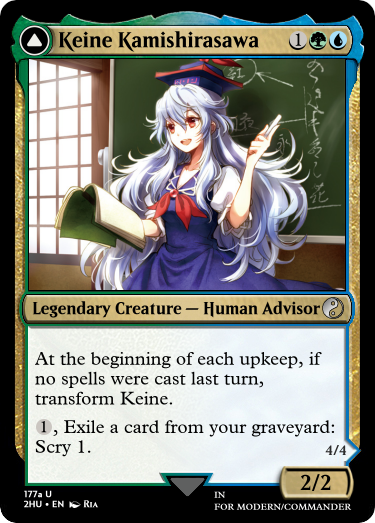 Keine Kamishirasawa 1
Legendary Creature — Human Advisor
At the beginning of each upkeep, if
no spells were cast last turn,
transform Keine.
1, Exile a card from your graveyard:
Scry 1.
4/4
2/2
177a U
2HU • EN RIA
IN
FOR MODERN/COMMANDER